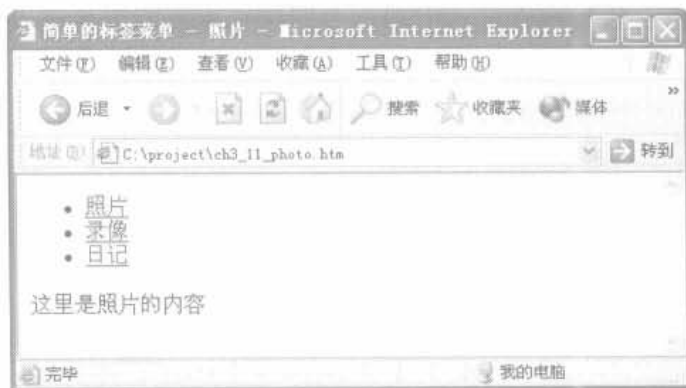 简单的标签菜单 - 照片 - Microsoft Internet Explorer
文件(F) 编辑(E) 查看(V) 收藏(A) 工具(T) 帮助(H)
后退 搜索 收藏夹 媒体 »
地址(D) C:\project\ch3_11_photo.htm 转到
• 照片
• 录像
• 日记
这里是照片的内容
完毕 我的电脑